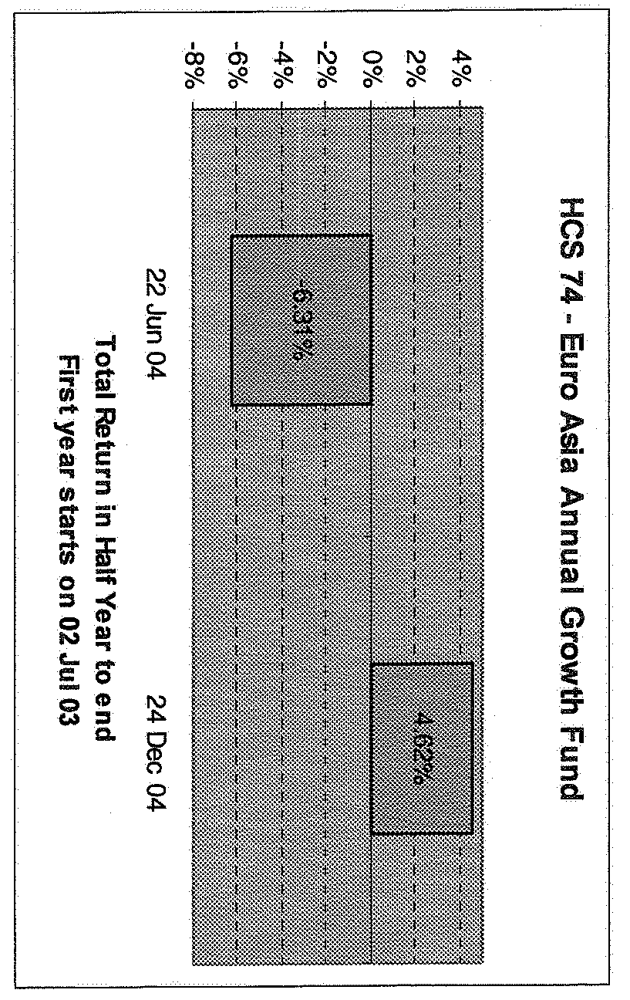 HCS 74 - Euro Asia Annual Growth Fund
4%
2%
0%
-2%
-4%
-6%
-8%
-6.31%
4.62%
22 Jun 04
24 Dec 04
Total Return in Half Year to end
First year starts on 02 Jul 03